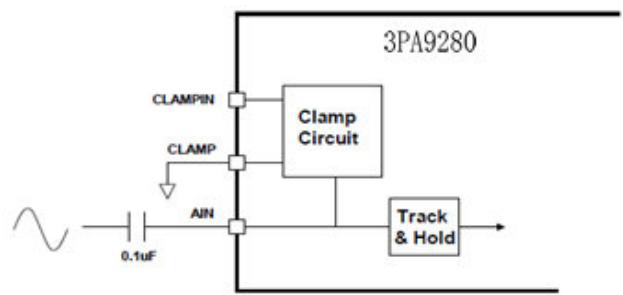 3PA9280
CLAMPIN
Clamp
Circuit
CLAMP
AIN
Track
& Hold
0.1uF